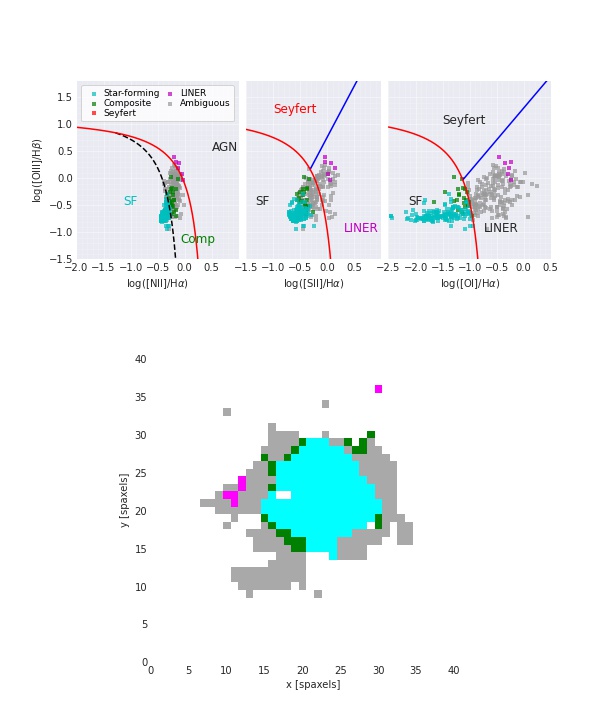 Star-forming
Composite
Seyfert
LINER
Ambiguous
log([OIII]/Hβ)
1.5
1.0
0.5
0.0
−0.5
−1.0
−1.5
AGN
SF
Comp
−2.0 −1.5 −1.0 −0.5 0.0 0.5
log([NII]/Hα)
Seyfert
SF
LINER
−1.5 −1.0 −0.5 0.0 0.5
log([SII]/Hα)
Seyfert
SF
LINER
−2.5 −2.0 −1.5 −1.0 −0.5 0.0 0.5
log([OI]/Hα)
y [spaxels]
40
35
30
25
20
15
10
5
0
0 5 10 15 20 25 30 35 40
x [spaxels]